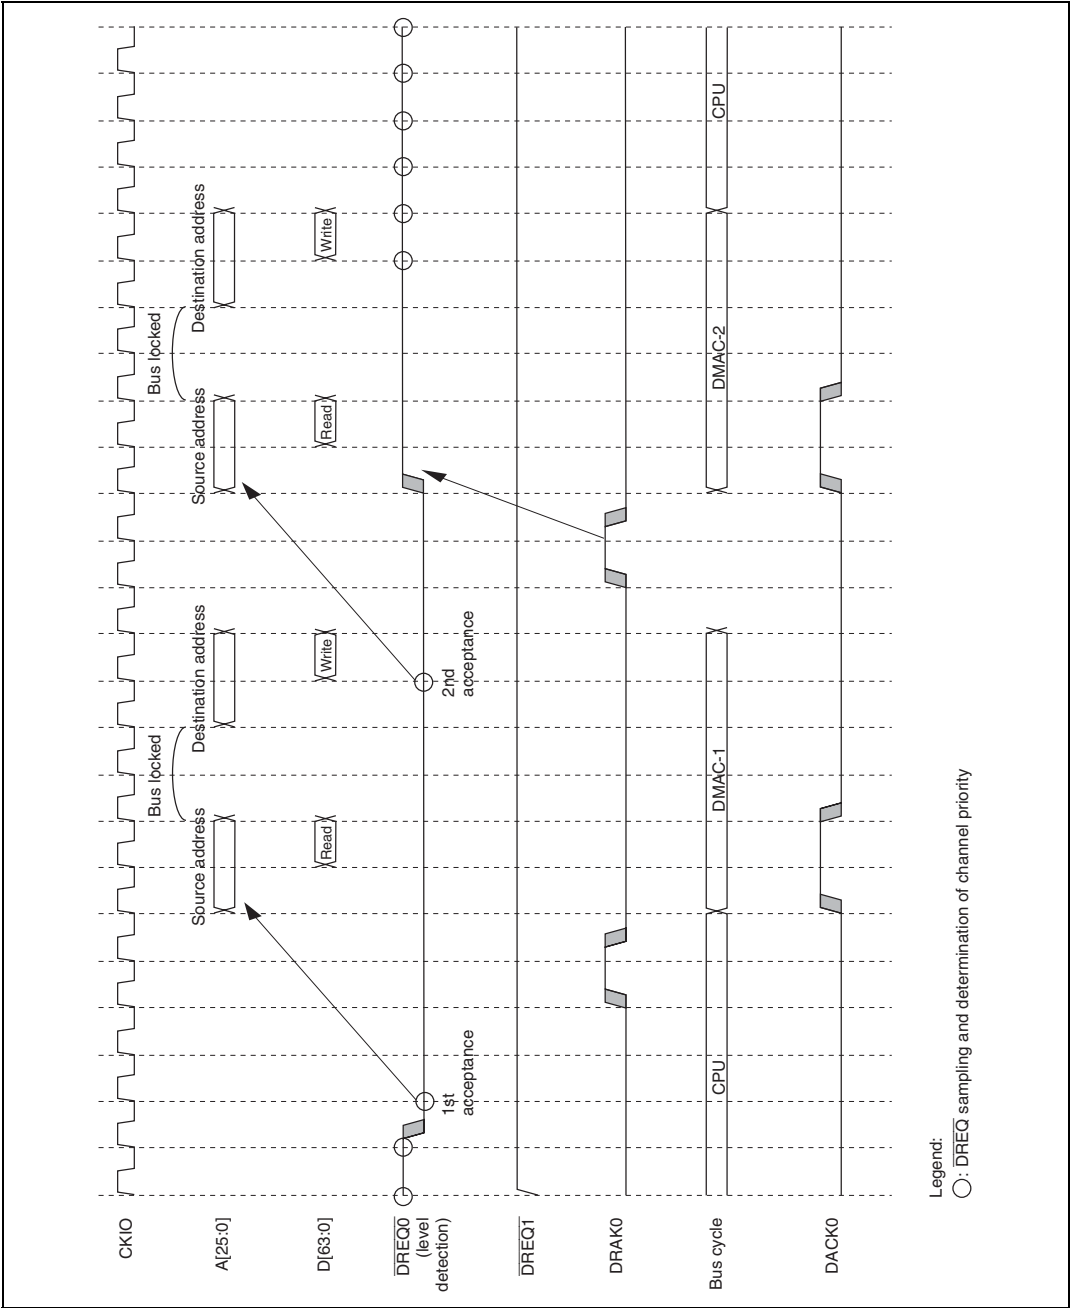 CKIO
A[25:0]
Source address
Bus locked
Destination address
Source address
Bus locked
Destination address
D[63:0]
Read
Write
Read
Write
DREQ0
(level
detection)
1st
acceptance
2nd
acceptance
DREQ1
DRAK0
Bus cycle
CPU
DMAC-1
DMAC-2
CPU
DACK0
Legend:
: DREQ sampling and determination of channel priority